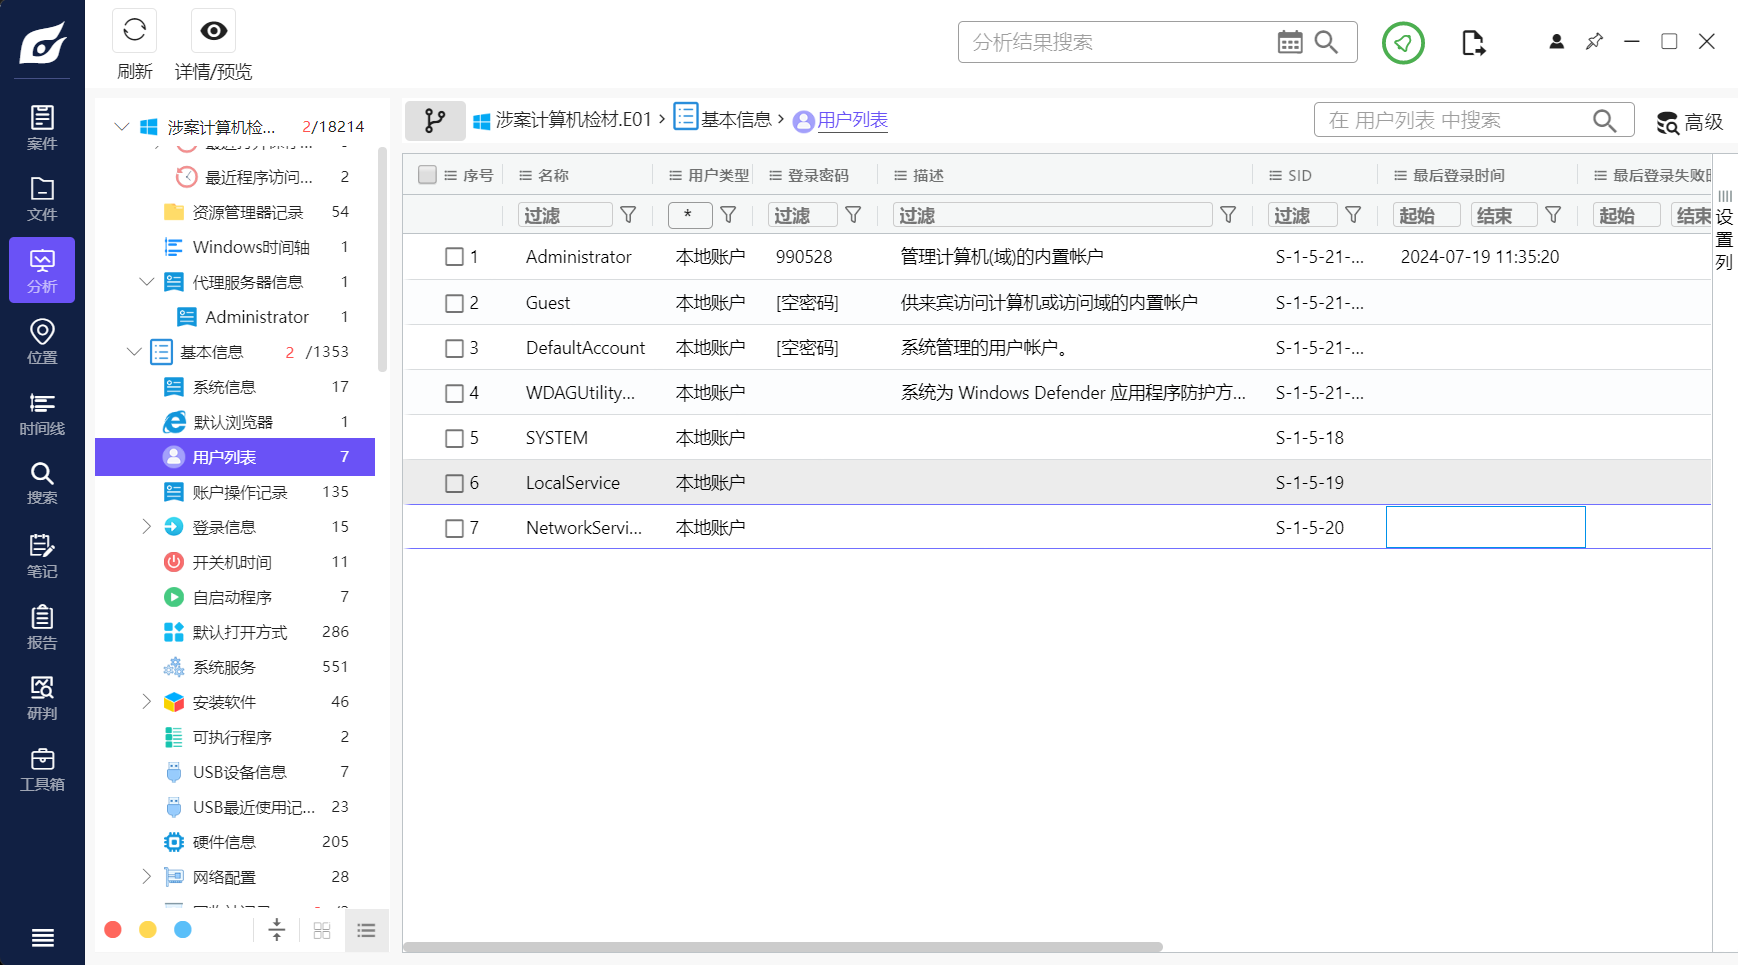 刷新
详情/预览
分析结果搜索
案件
文件
分析
位置
时间线
搜索
笔记
报告
研判
工具箱
涉案计算机检... 2/18214
最近程序访问... 2
资源管理器记录 54
Windows时间轴 1
代理服务器信息 1
Administrator 1
基本信息 2 /1353
系统信息 17
默认浏览器 1
用户列表 7
账户操作记录 135
登录信息 15
开关机时间 11
自启动程序 7
默认打开方式 286
系统服务 551
安装软件 46
可执行程序 2
USB设备信息 7
USB最近使用记... 23
硬件信息 205
网络配置 28
涉案计算机检材.E01 › 基本信息 › 用户列表
在 用户列表 中搜索
高级
序号 名称 用户类型 登录密码 描述 SID 最后登录时间 最后登录失败
过滤 * 过滤 过滤 过滤 起始 结束 起始 结束
1 Administrator 本地账户 990528 管理计算机(域)的内置帐户 S-1-5-21-... 2024-07-19 11:35:20
2 Guest 本地账户 [空密码] 供来宾访问计算机或访问域的内置帐户 S-1-5-21-...
3 DefaultAccount 本地账户 [空密码] 系统管理的用户帐户。 S-1-5-21-...
4 WDAGUtility... 本地账户 系统为 Windows Defender 应用程序防护方... S-1-5-21-...
5 SYSTEM 本地账户 S-1-5-18
6 LocalService 本地账户 S-1-5-19
7 NetworkServi... 本地账户 S-1-5-20
设置列